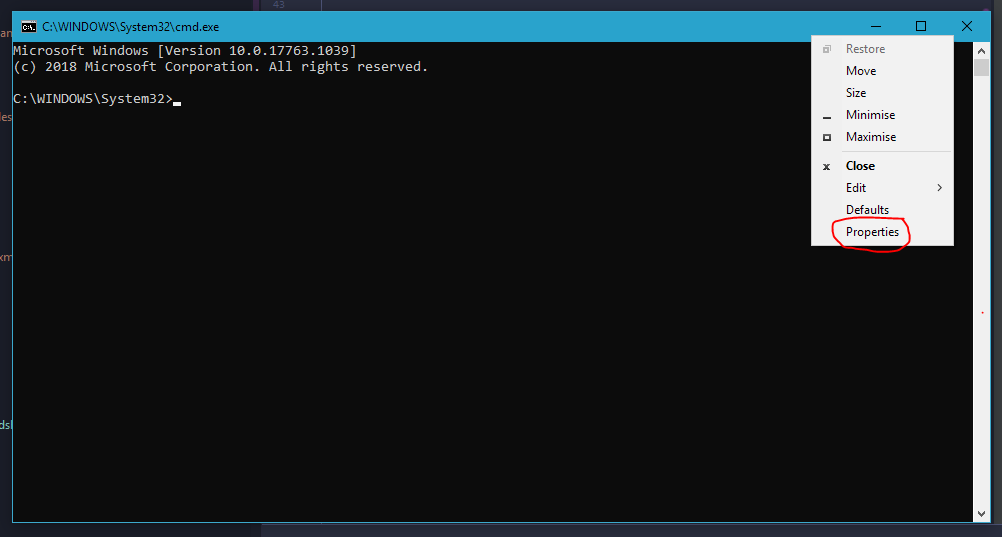 43
C:\WINDOWS\System32\cmd.exe
Microsoft Windows [Version 10.0.17763.1039]
(c) 2018 Microsoft Corporation. All rights reserved.
C:\WINDOWS\System32>
Restore
Move
Size
Minimise
Maximise
Close
Edit
Defaults
Properties